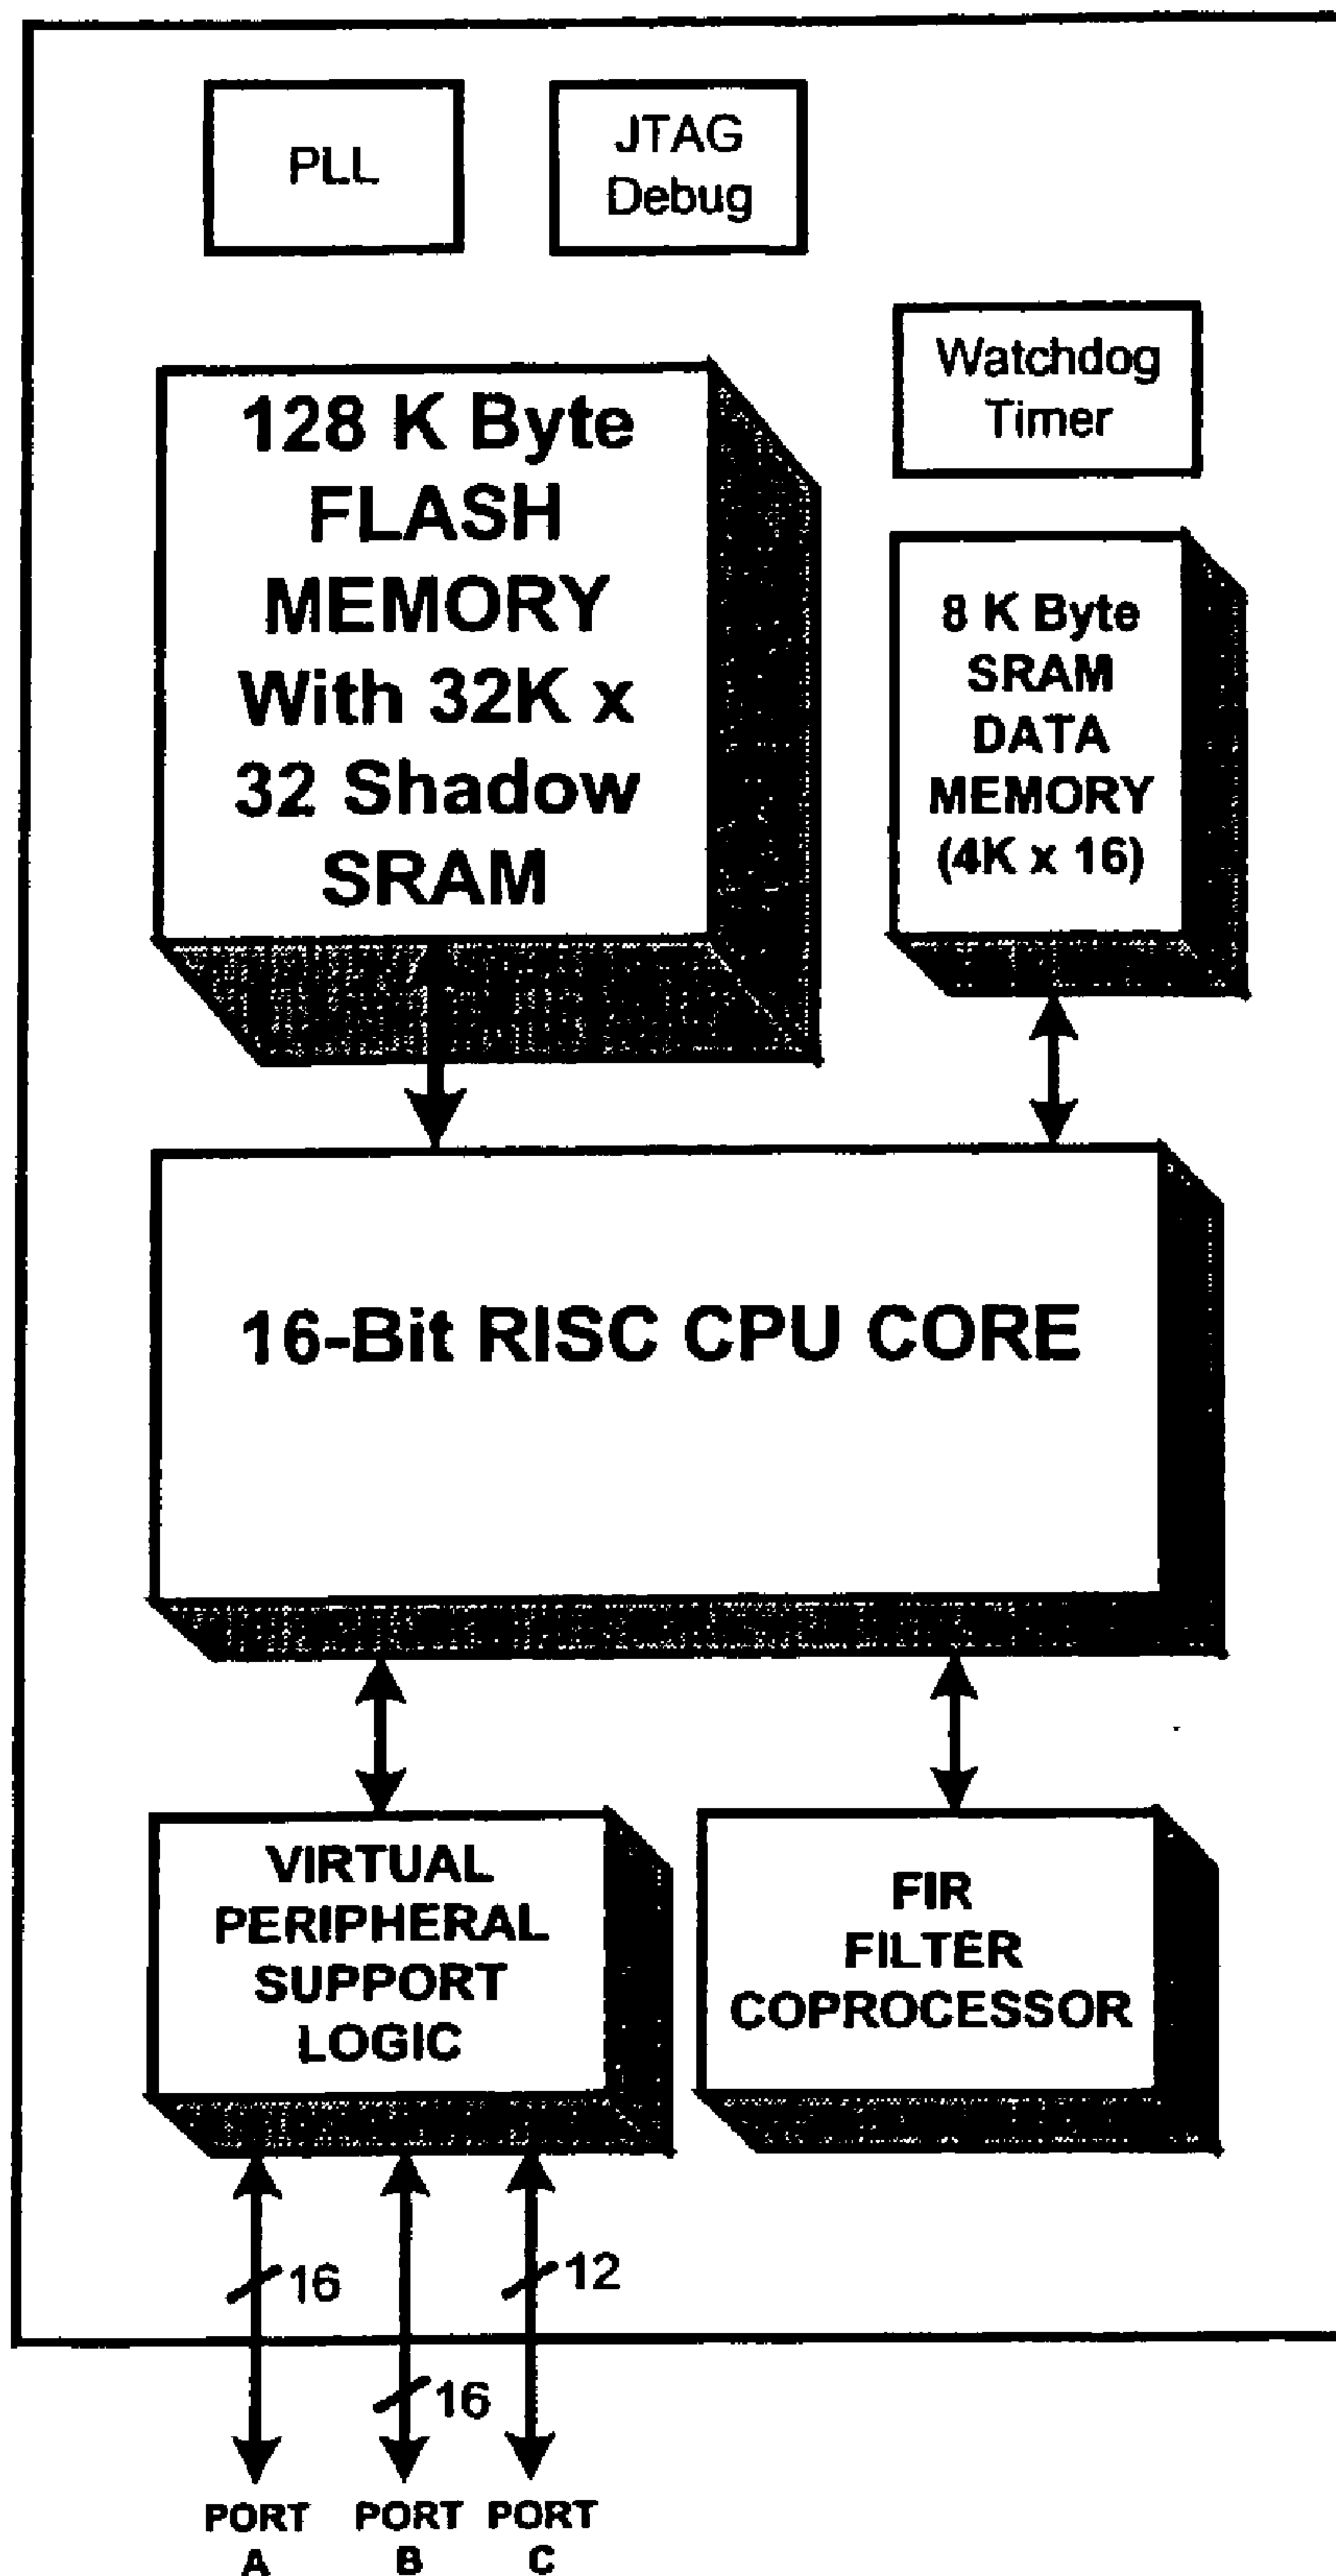 PLL
JTAG
Debug
Watchdog
Timer
128 K Byte
FLASH
MEMORY
With 32K x
32 Shadow
SRAM
8 K Byte
SRAM
DATA
MEMORY
(4K x 16)
16-Bit RISC CPU CORE
VIRTUAL
PERIPHERAL
SUPPORT
LOGIC
FIR
FILTER
COPROCESSOR
16
12
16
PORT
A
PORT
B
PORT
C